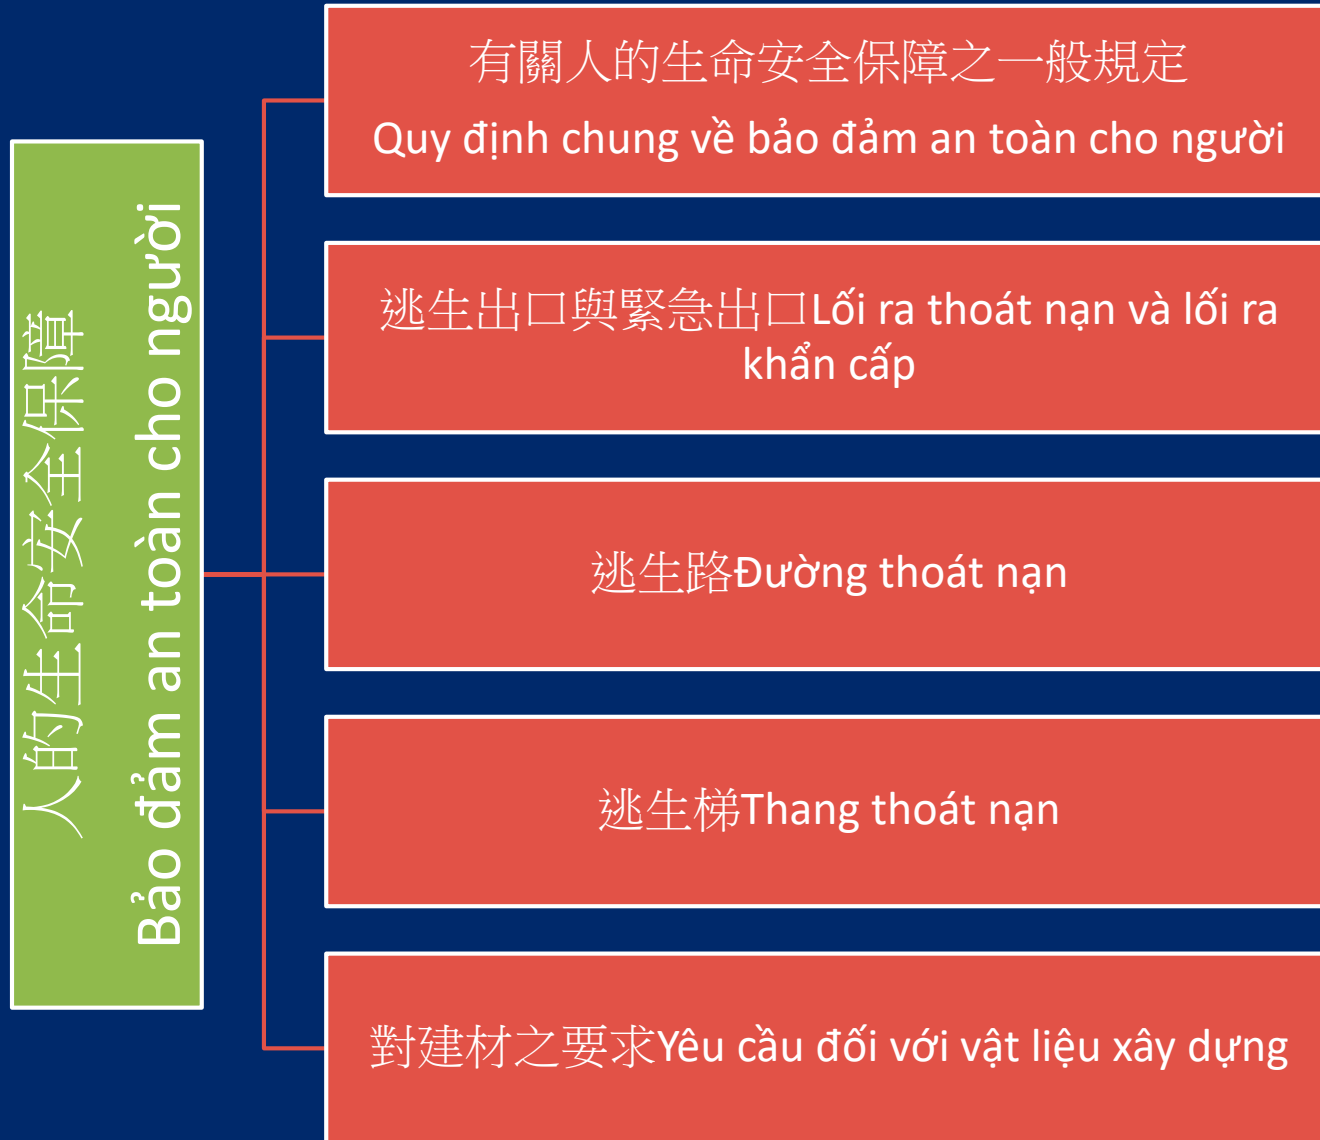 人的生命安全保障
Bảo đảm an toàn cho người
有關人的生命安全保障之一般規定
Quy định chung về bảo đảm an toàn cho người
逃生出口與緊急出口Lối ra thoát nạn và lối ra
khẩn cấp
逃生路Đường thoát nạn
逃生梯Thang thoát nạn
對建材之要求Yêu cầu đối với vật liệu xây dựng